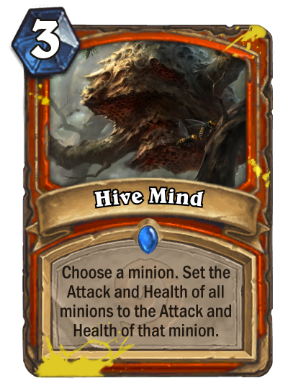 3
Hive Mind
Choose a minion. Set the
Attack and Health of all
minions to the Attack and
Health of that minion.